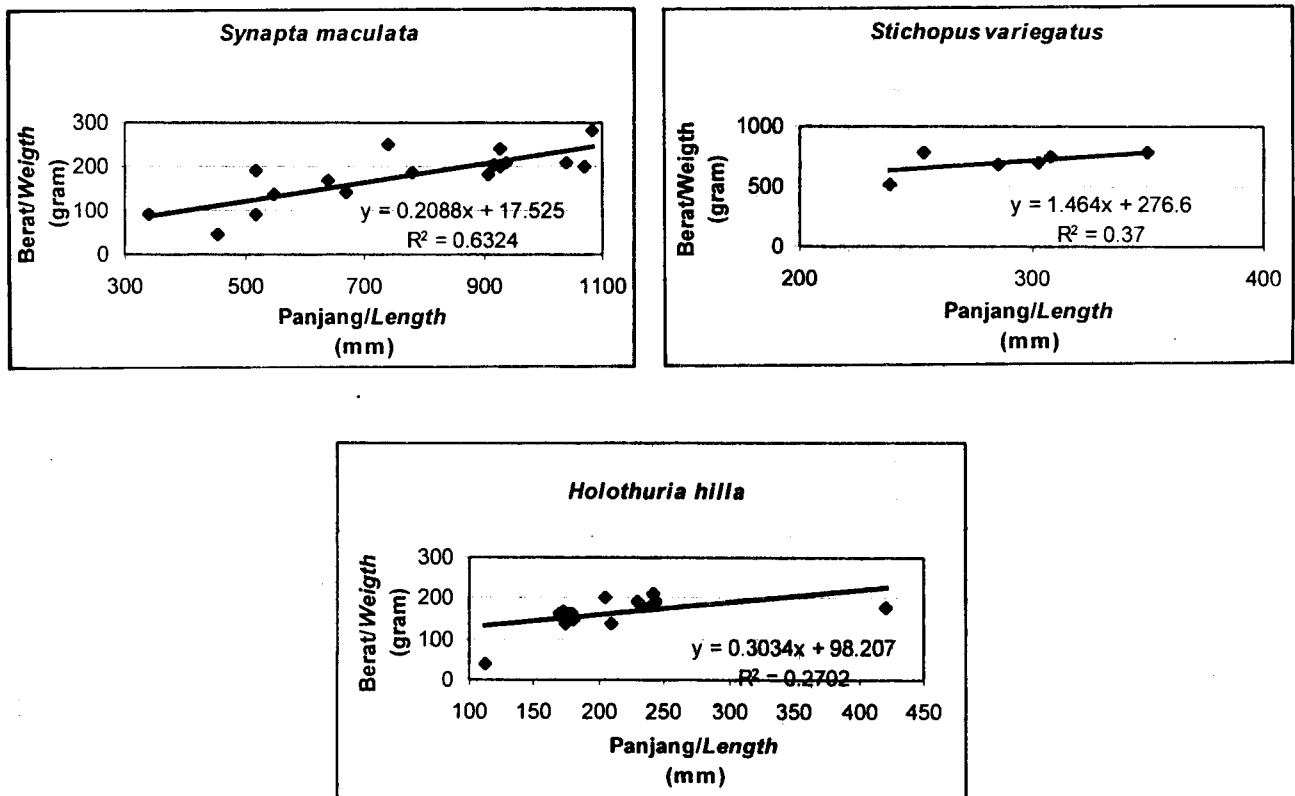 Synapta maculata
Berat/Weigth
(gram)
300
200
100
0
y = 0.2088x + 17.525
R² = 0.6324
300 500 700 900 1100
Panjang/Length
(mm)
Stichopus variegatus
Berat/Weigth
(gram)
1000
500
0
y = 1.464x + 276.6
R² = 0.37
200 300 400
Panjang/Length
(mm)
Holothuria hilla
Berat/Weigth
(gram)
300
200
100
0
y = 0.3034x + 98.207
R² = 0.2702
100 150 200 250 300 350 400 450
Panjang/Length
(mm)